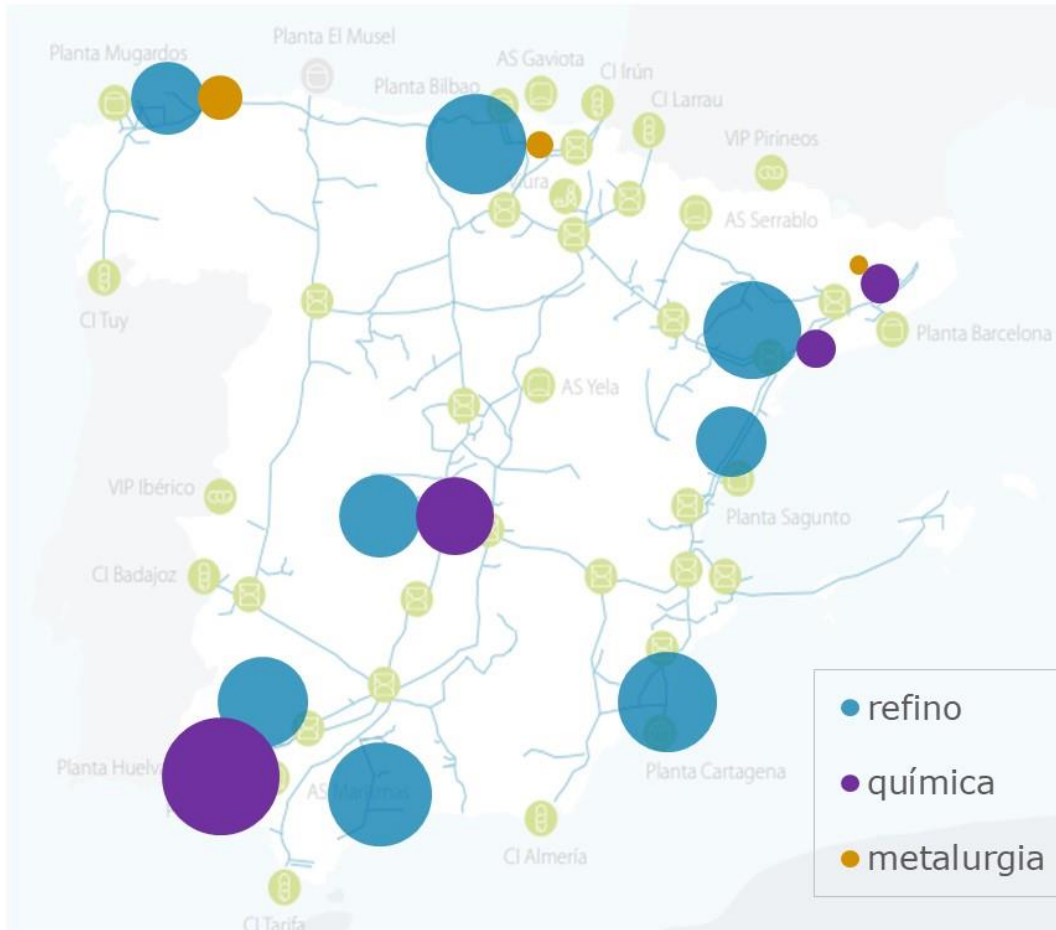 Planta El Musel
Planta Mugardos
AS Gaviota
Planta Bilbao
CI Irún
CI Larrau
VIP Pirineos
AS Serrablo
CI Tuy
Planta Barcelona
AS Yela
VIP Ibérico
Planta Sagunto
CI Badajoz
refino
Planta Huelva
Planta Cartagena
química
CI Almería
metalurgia
CI Tarifa